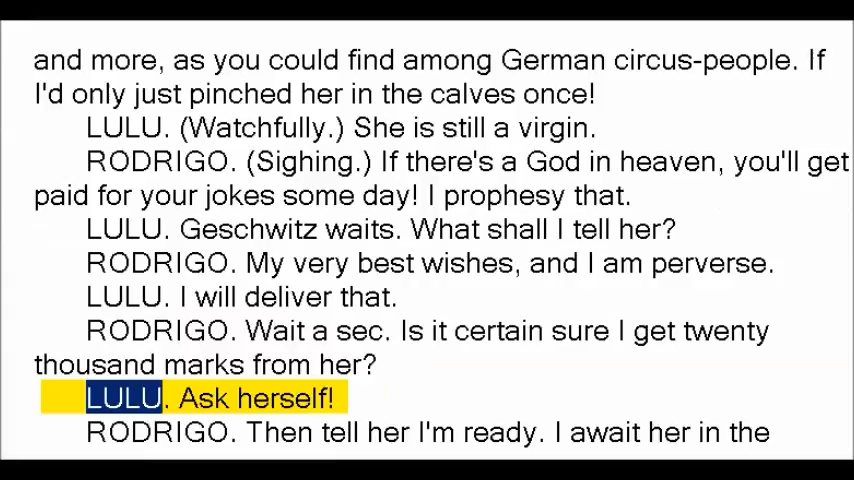 and more, as you could find among German circus-people. If
I'd only just pinched her in the calves once!
LULU. (Watchfully.) She is still a virgin.
RODRIGO. (Sighing.) If there's a God in heaven, you'll get
paid for your jokes some day! I prophesy that.
LULU. Geschwitz waits. What shall I tell her?
RODRIGO. My very best wishes, and I am perverse.
LULU. I will deliver that.
RODRIGO. Wait a sec. Is it certain sure I get twenty
thousand marks from her?
LULU. Ask herself!
RODRIGO. Then tell her I'm ready. I await her in the